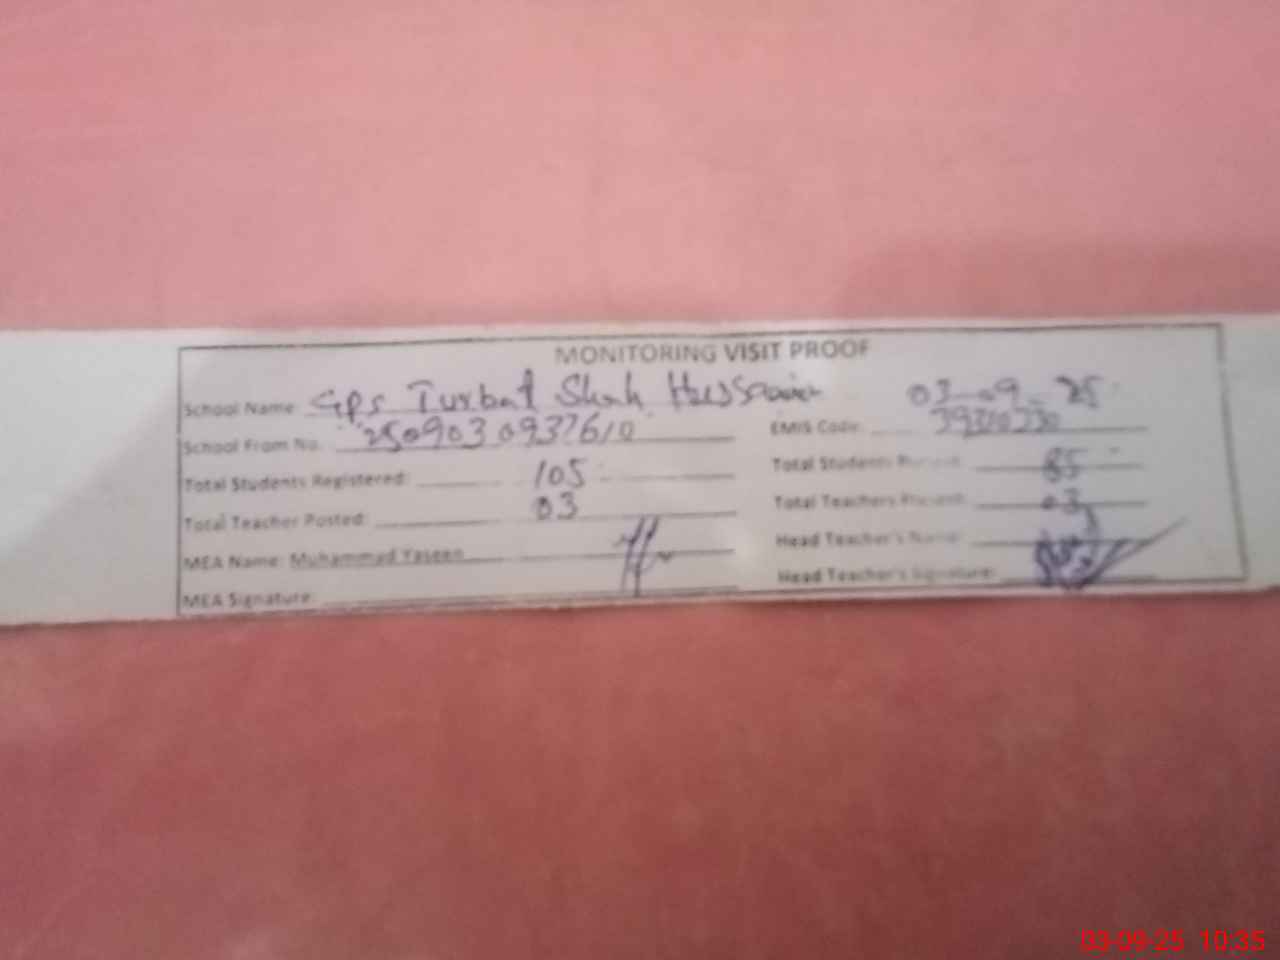 MONITORING VISIT PROOF
School Name: GPS Turbat Shah Hussain 03-09-25
School From No. 2509030937610 EMIS Code:
Total Students Registered: 105 Total Students Present: 85
Total Teacher Posted: 03 Total Teachers Present: 03
MEA Name: Muhammad Yaseen Head Teacher's Name:
MEA Signature: Head Teacher's Signature:
03-09-25 10:35